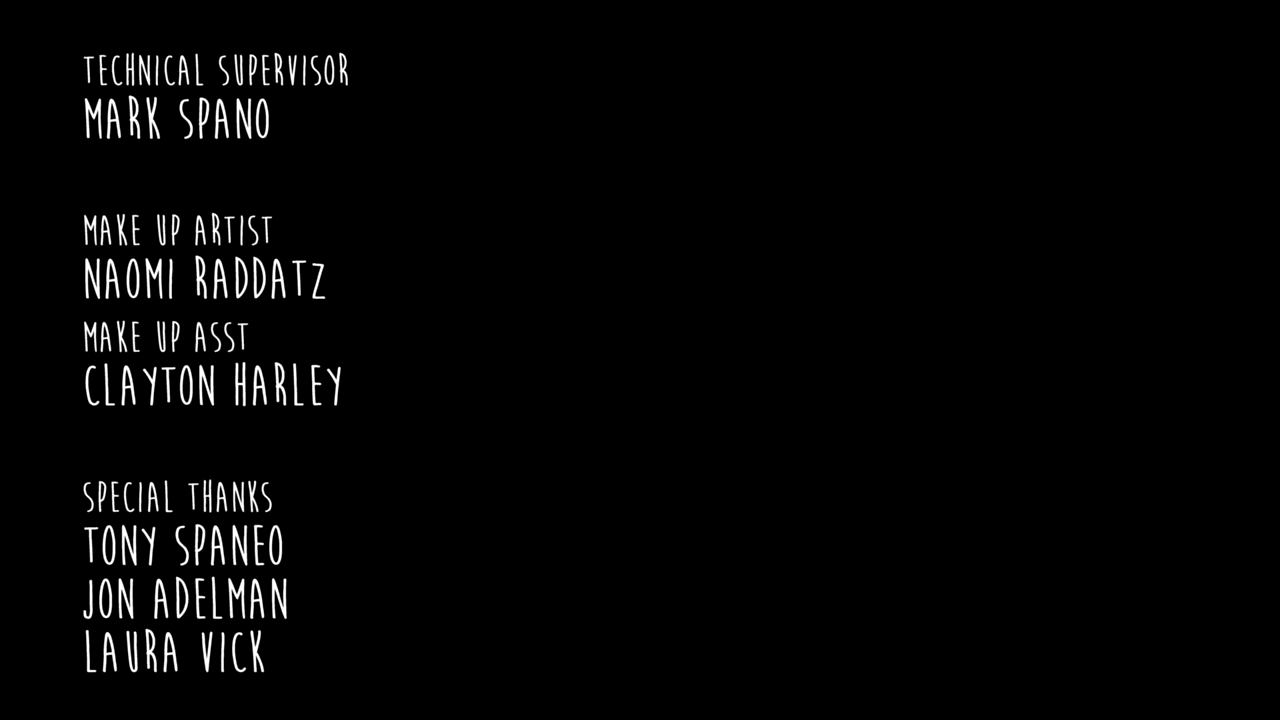 TECHNICAL SUPERVISOR
MARK SPANO
MAKE UP ARTIST
NAOMI RADDATZ
MAKE UP ASST
CLAYTON HARLEY
SPECIAL THANKS
TONY SPANEO
JON ADELMAN
LAURA VICK